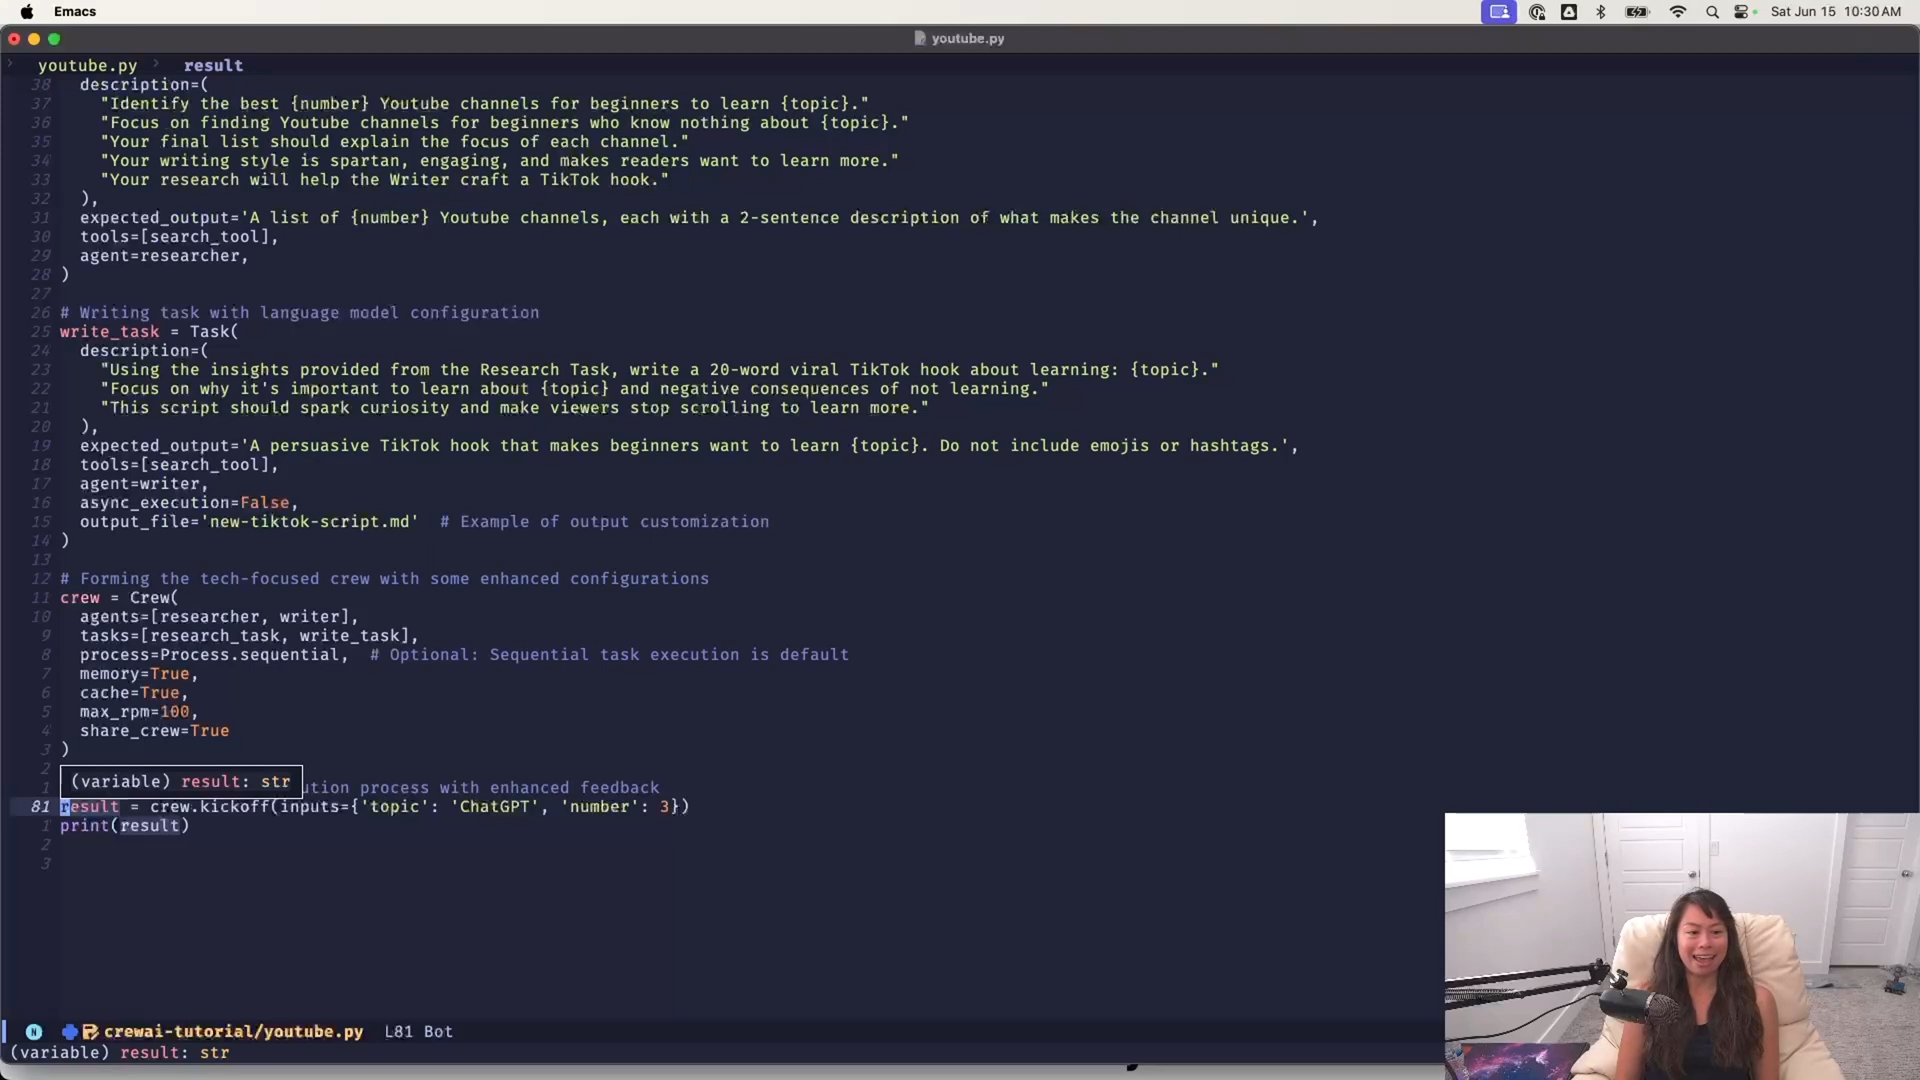 Emacs
Sat Jun 15 10:30 AM
youtube.py
youtube.py > result
38 description=(
37 "Identify the best {number} Youtube channels for beginners to learn {topic}."
36 "Focus on finding Youtube channels for beginners who know nothing about {topic}."
35 "Your final list should explain the focus of each channel."
34 "Your writing style is spartan, engaging, and makes readers want to learn more."
33 "Your research will help the Writer craft a TikTok hook."
32 ),
31 expected_output='A list of {number} Youtube channels, each with a 2-sentence description of what makes the channel unique.',
30 tools=[search_tool],
29 agent=researcher,
28 )
27
26 # Writing task with language model configuration
25 write_task = Task(
24 description=(
23 "Using the insights provided from the Research Task, write a 20-word viral TikTok hook about learning: {topic}."
22 "Focus on why it's important to learn about {topic} and negative consequences of not learning."
21 "This script should spark curiosity and make viewers stop scrolling to learn more."
20 ),
19 expected_output='A persuasive TikTok hook that makes beginners want to learn {topic}. Do not include emojis or hashtags.',
18 tools=[search_tool],
17 agent=writer,
16 async_execution=False,
15 output_file='new-tiktok-script.md' # Example of output customization
14 )
13
12 # Forming the tech-focused crew with some enhanced configurations
11 crew = Crew(
10 agents=[researcher, writer],
9 tasks=[research_task, write_task],
8 process=Process.sequential, # Optional: Sequential task execution is default
7 memory=True,
6 cache=True,
5 max_rpm=100,
4 share_crew=True
3 )
2
(variable) result: str
1 ution process with enhanced feedback
81 result = crew.kickoff(inputs={'topic': 'ChatGPT', 'number': 3})
1 print(result)
2
3
N crewai-tutorial/youtube.py L81 Bot
(variable) result: str